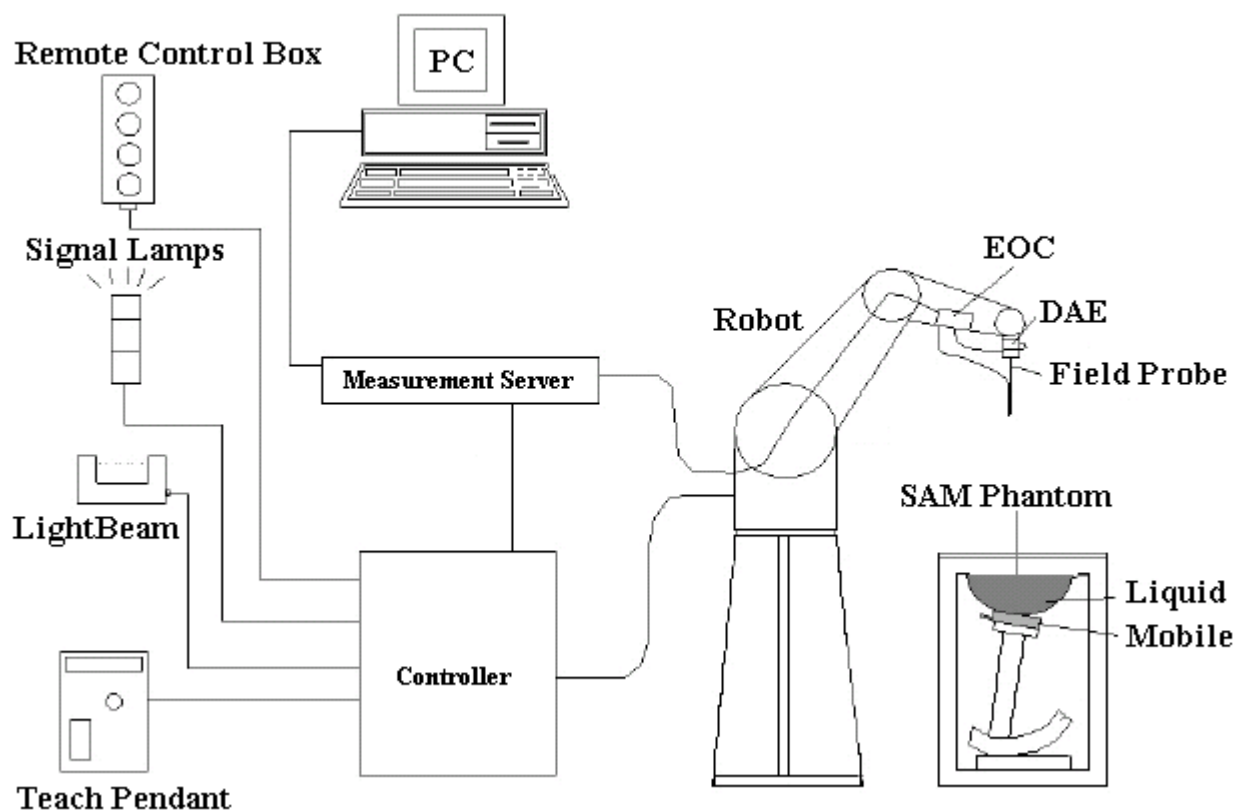 Remote Control Box
PC
Signal Lamps
EOC
Robot
DAE
Measurement Server
Field Probe
LightBeam
SAM Phantom
Liquid
Mobile
Controller
Teach Pendant